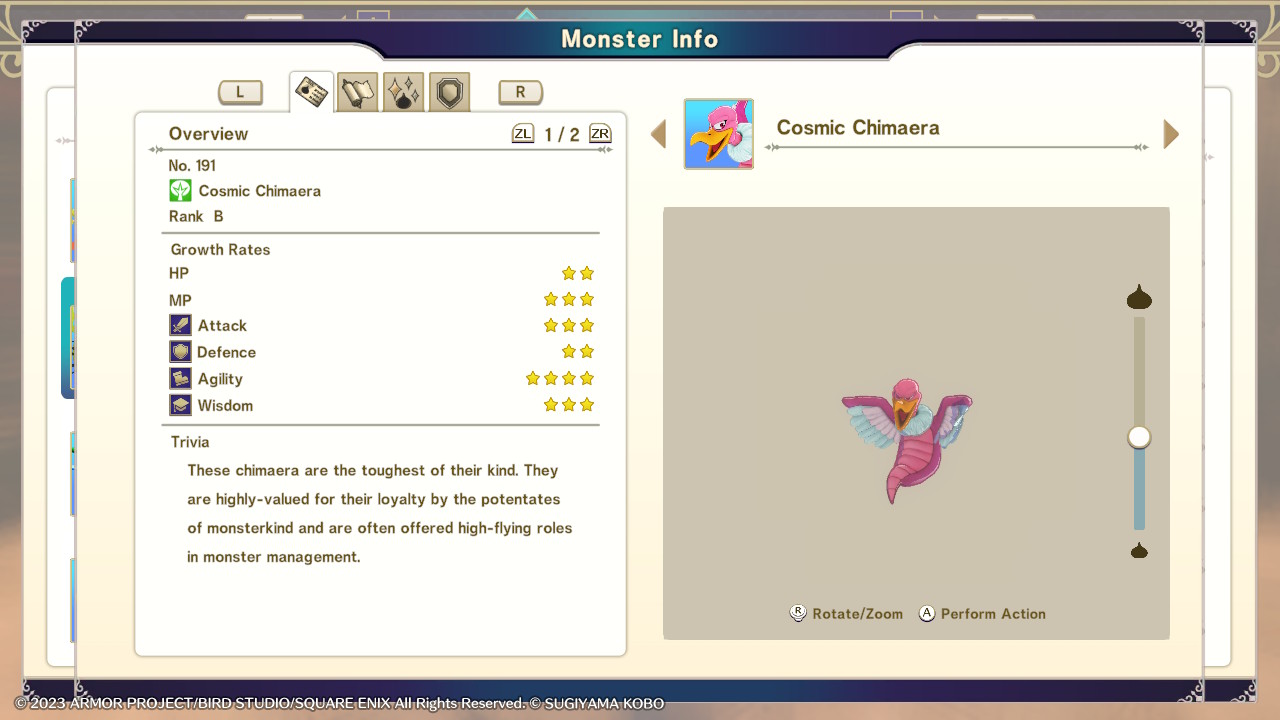 Monster Info
L
R
Overview
ZL 1 / 2 ZR
No. 191
Cosmic Chimaera
Rank B
Growth Rates
HP
MP
Attack
Defence
Agility
Wisdom
Trivia
These chimaera are the toughest of their kind. They
are highly-valued for their loyalty by the potentates
of monsterkind and are often offered high-flying roles
in monster management.
Cosmic Chimaera
R Rotate/Zoom A Perform Action
© 2023 ARMOR PROJECT/BIRD STUDIO/SQUARE ENIX All Rights Reserved. © SUGIYAMA KOBO